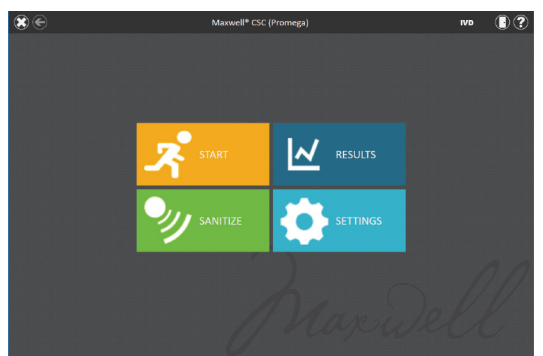 Maxwell® CSC (Promega)
IVD
?
START
RESULTS
SANITIZE
SETTINGS
Maxwell